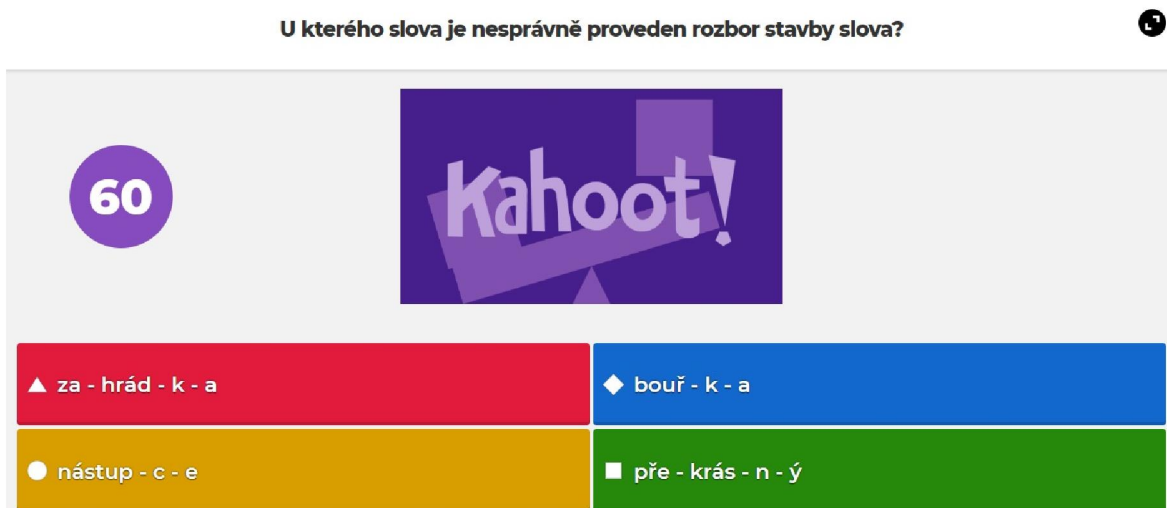 U kterého slova je nesprávně proveden rozbor stavby slova?
60
Kahoot!
za - hrád - k - a
bouř - k - a
nástup - c - e
pře - krás - n - ý